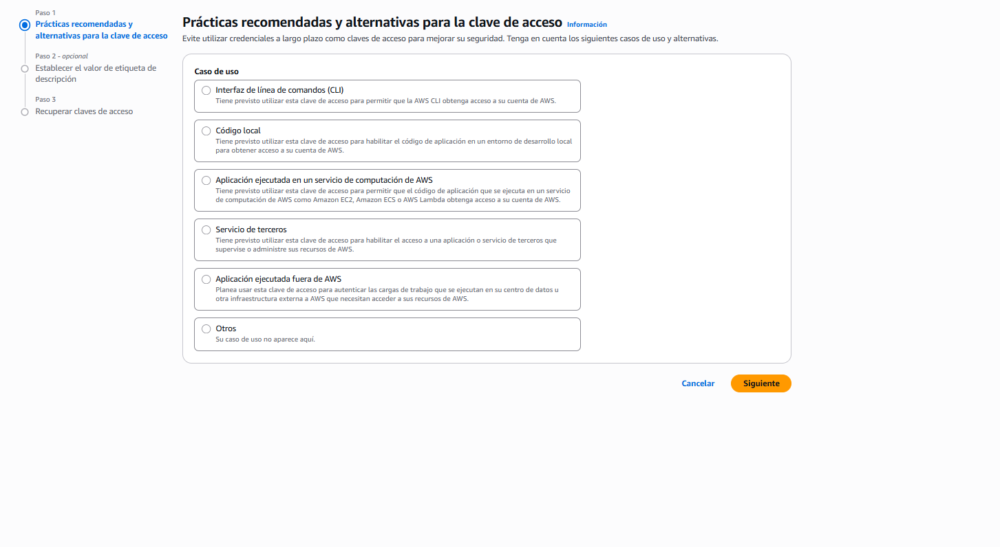 Paso 1
Prácticas recomendadas y
alternativas para la clave de acceso
Paso 2 - opcional
Establecer el valor de etiqueta de
descripción
Paso 3
Recuperar claves de acceso
Prácticas recomendadas y alternativas para la clave de acceso Información
Evite utilizar credenciales a largo plazo como claves de acceso para mejorar su seguridad. Tenga en cuenta los siguientes casos de uso y alternativas.
Caso de uso
Interfaz de línea de comandos (CLI)
Tiene previsto utilizar esta clave de acceso para permitir que la AWS CLI obtenga acceso a su cuenta de AWS.
Código local
Tiene previsto utilizar esta clave de acceso para habilitar el código de aplicación en un entorno de desarrollo local
para obtener acceso a su cuenta de AWS.
Aplicación ejecutada en un servicio de computación de AWS
Tiene previsto utilizar esta clave de acceso para permitir que el código de aplicación que se ejecuta en un servicio
de computación de AWS como Amazon EC2, Amazon ECS o AWS Lambda obtenga acceso a su cuenta de AWS.
Servicio de terceros
Tiene previsto utilizar esta clave de acceso para habilitar el acceso a una aplicación o servicio de terceros que
supervise o administre sus recursos de AWS.
Aplicación ejecutada fuera de AWS
Planea usar esta clave de acceso para autenticar las cargas de trabajo que se ejecutan en su centro de datos u
otra infraestructura externa a AWS que necesitan acceder a sus recursos de AWS.
Otros
Su caso de uso no aparece aquí.
Cancelar
Siguiente